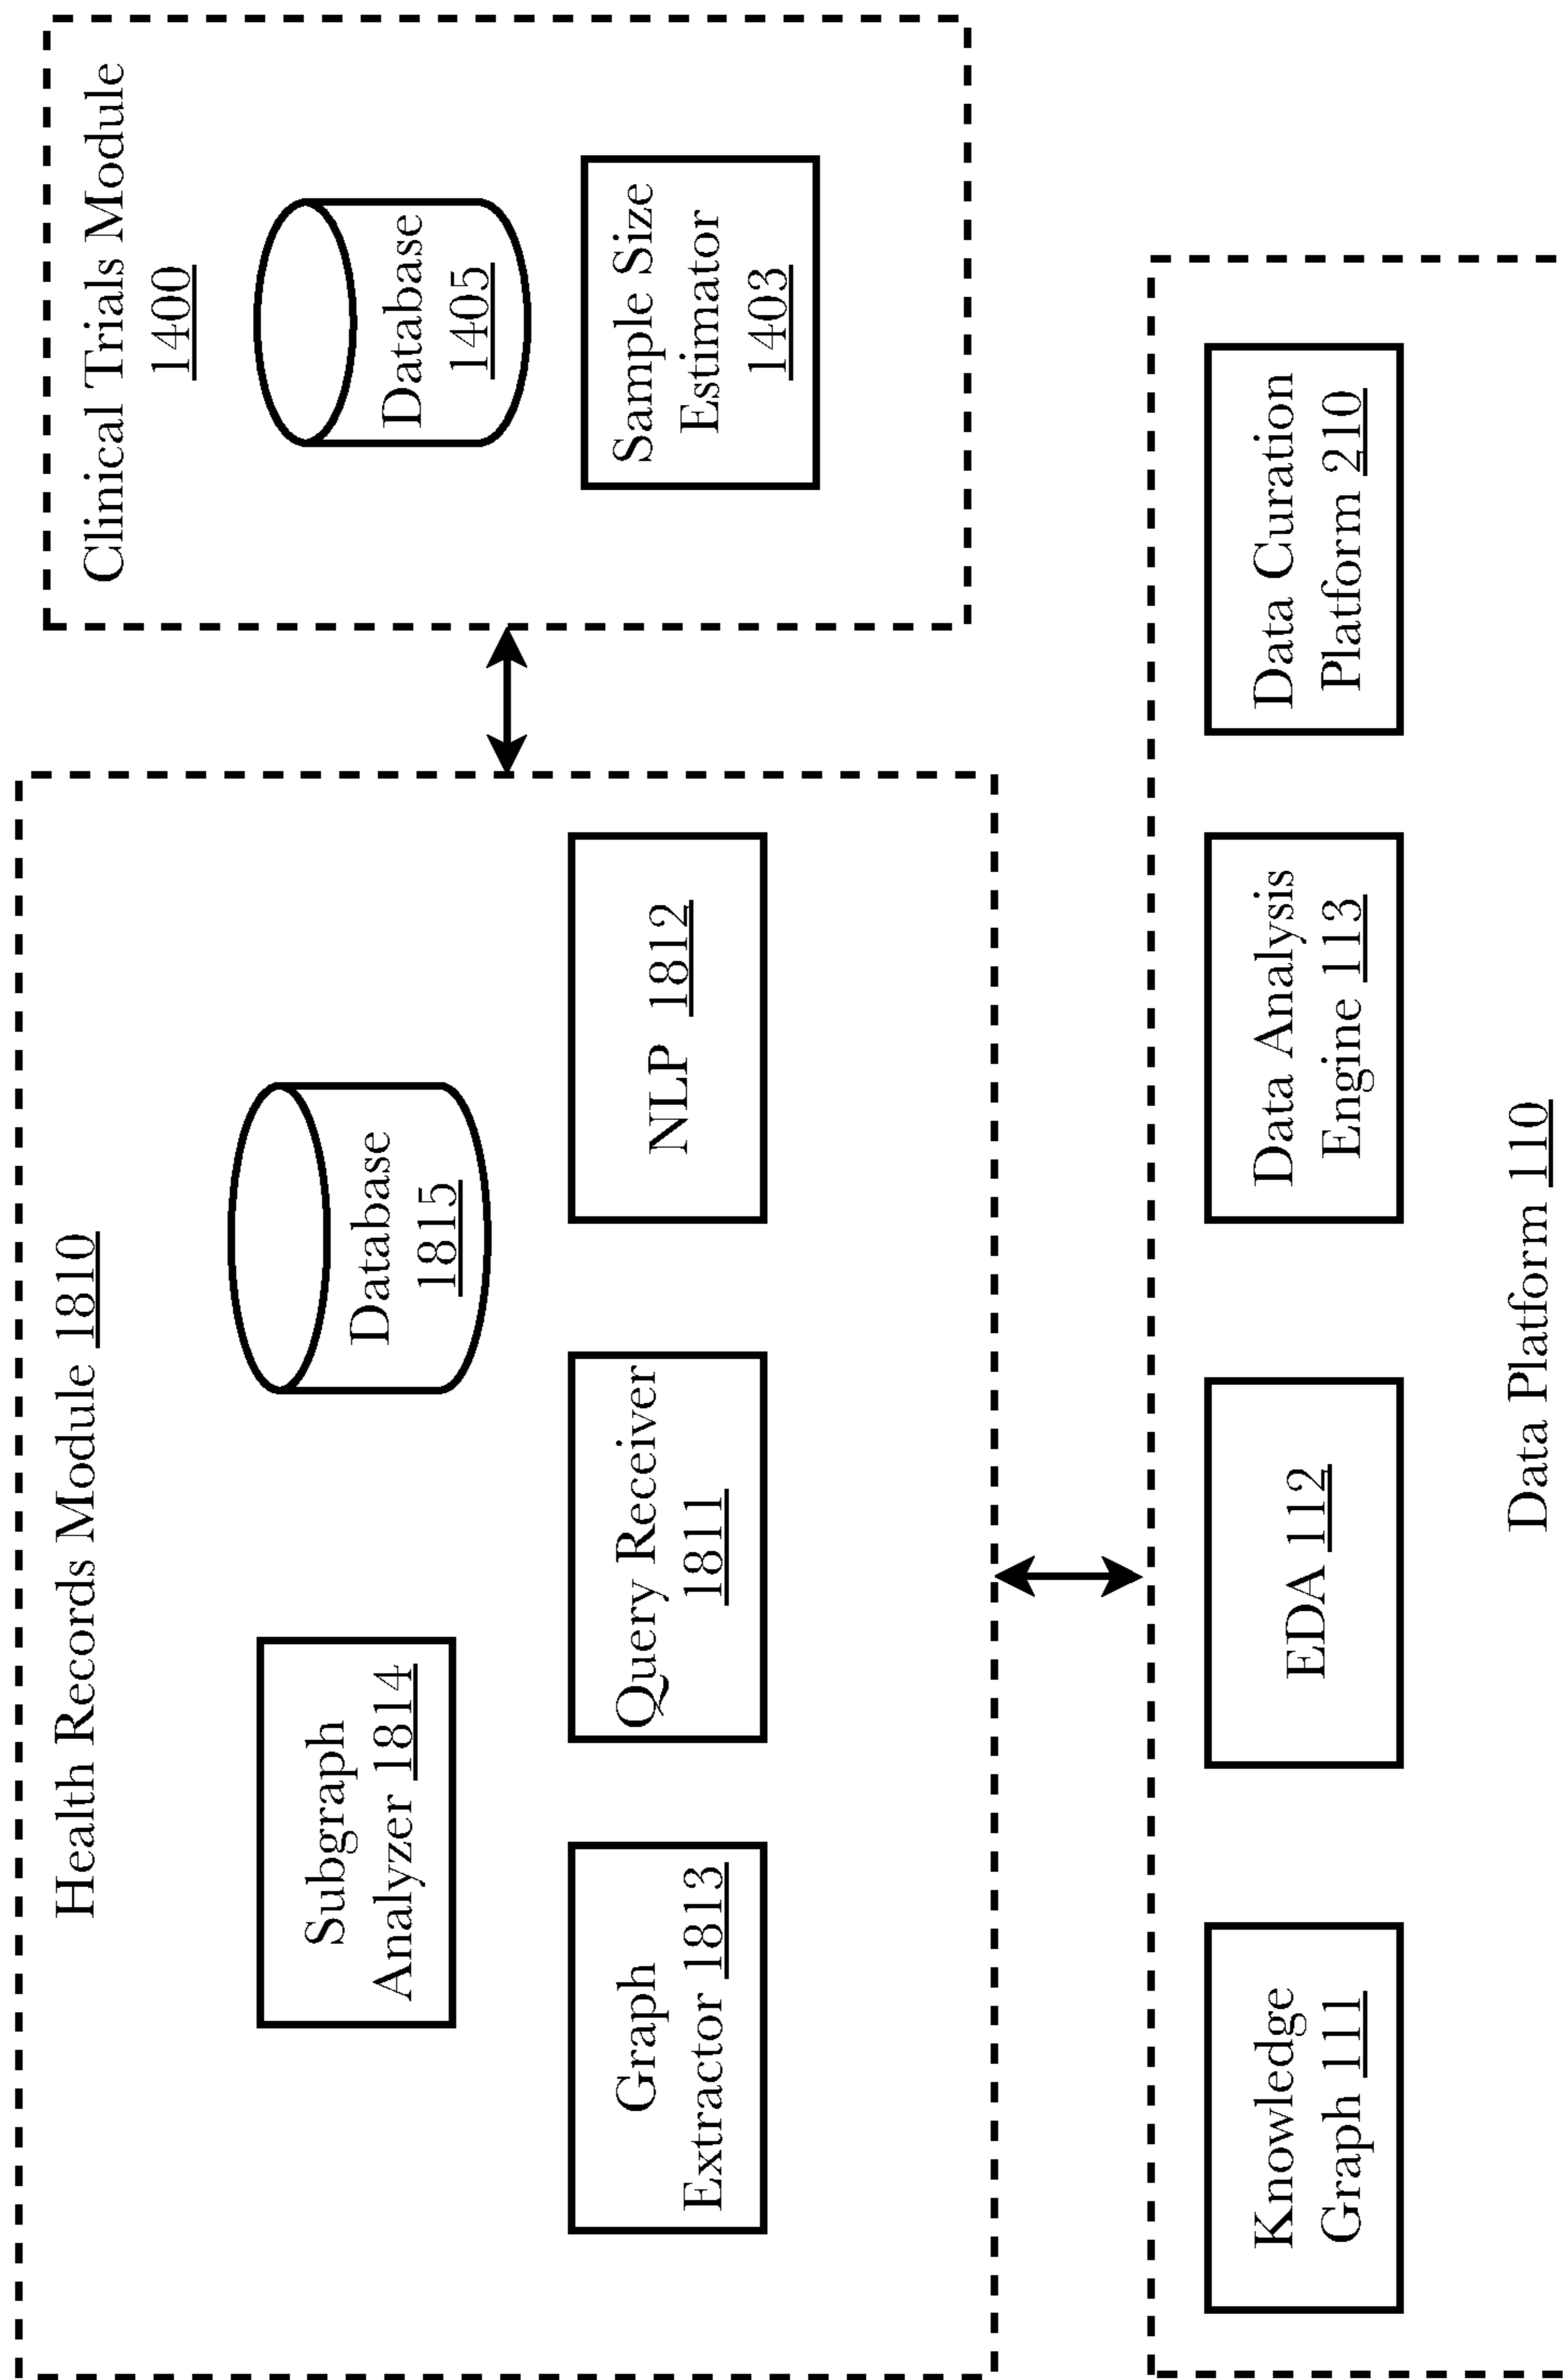 Health Records Module 1810
Subgraph
Analyzer 1814
Database
1815
Graph
Extractor 1813
Query Receiver
1811
NLP 1812
Clinical Trials Module
1400
Database
1405
Sample Size
Estimator
1403
Knowledge
Graph 111
EDA 112
Data Analysis
Engine 113
Data Curation
Platform 210
Data Platform 110